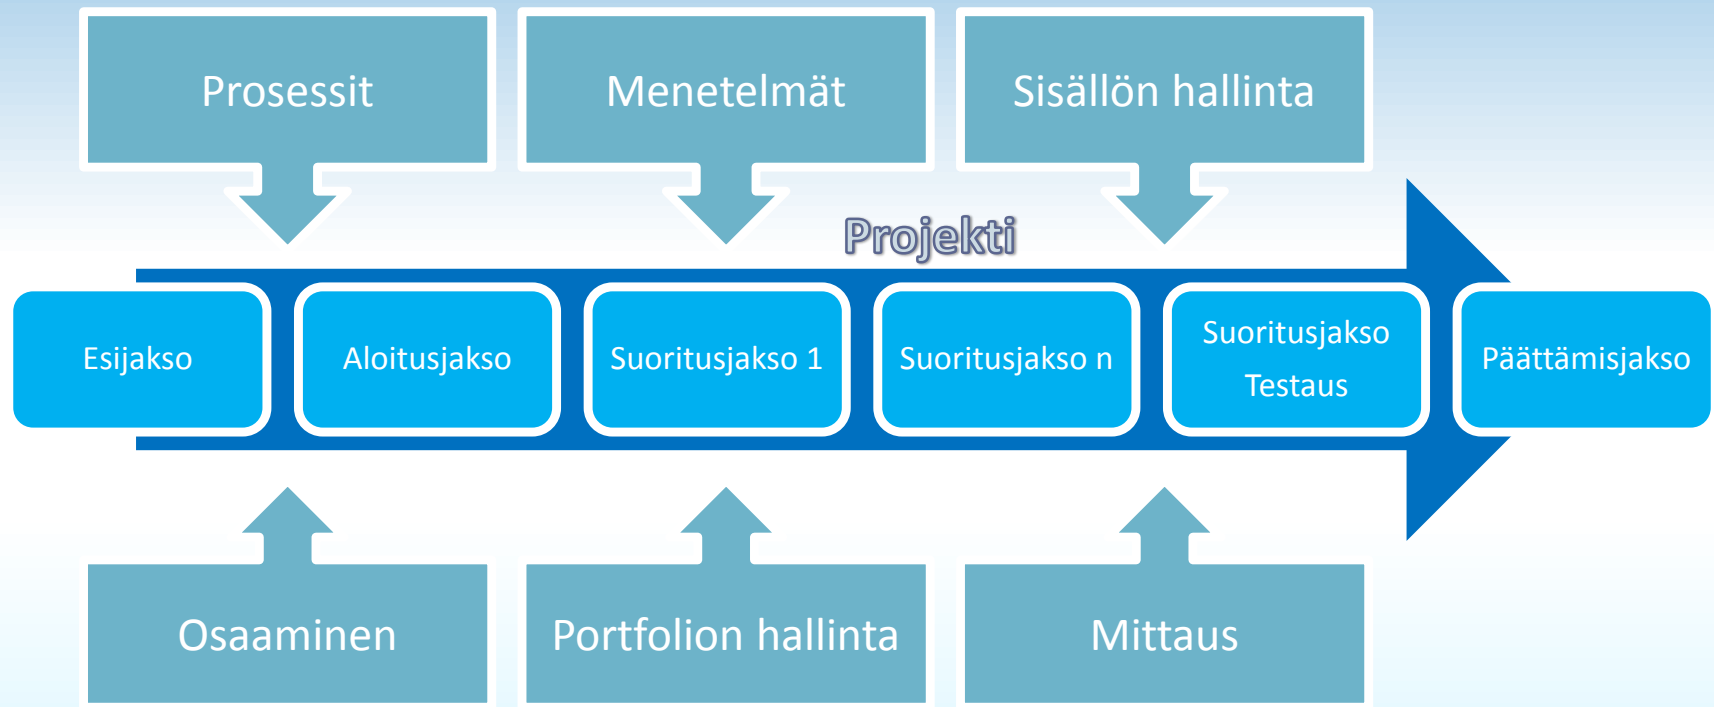 Prosessit
Menetelmät
Sisällön hallinta
Projekti
Esijakso
Aloitusjakso
Suoritusjakso 1
Suoritusjakso n
Suoritusjakso
Testaus
Päättämisjakso
Osaaminen
Portfolion hallinta
Mittaus